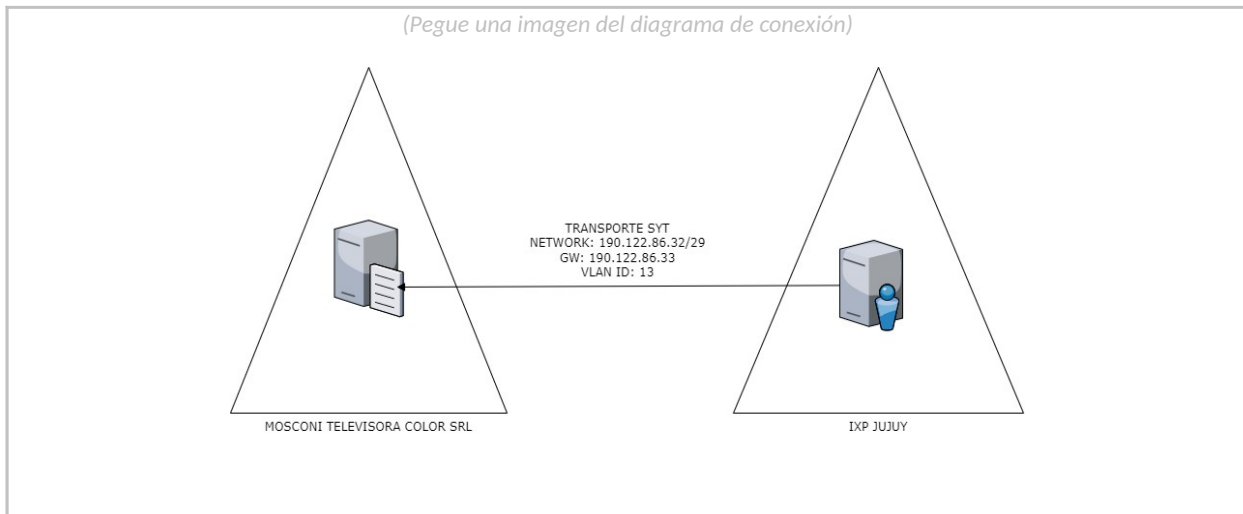 (Pegue una imagen del diagrama de conexión)
TRANSPORTE SYT
NETWORK: 190.122.86.32/29
GW: 190.122.86.33
VLAN ID: 13
MOSCONI TELEVISORA COLOR SRL
IXP JUJUY